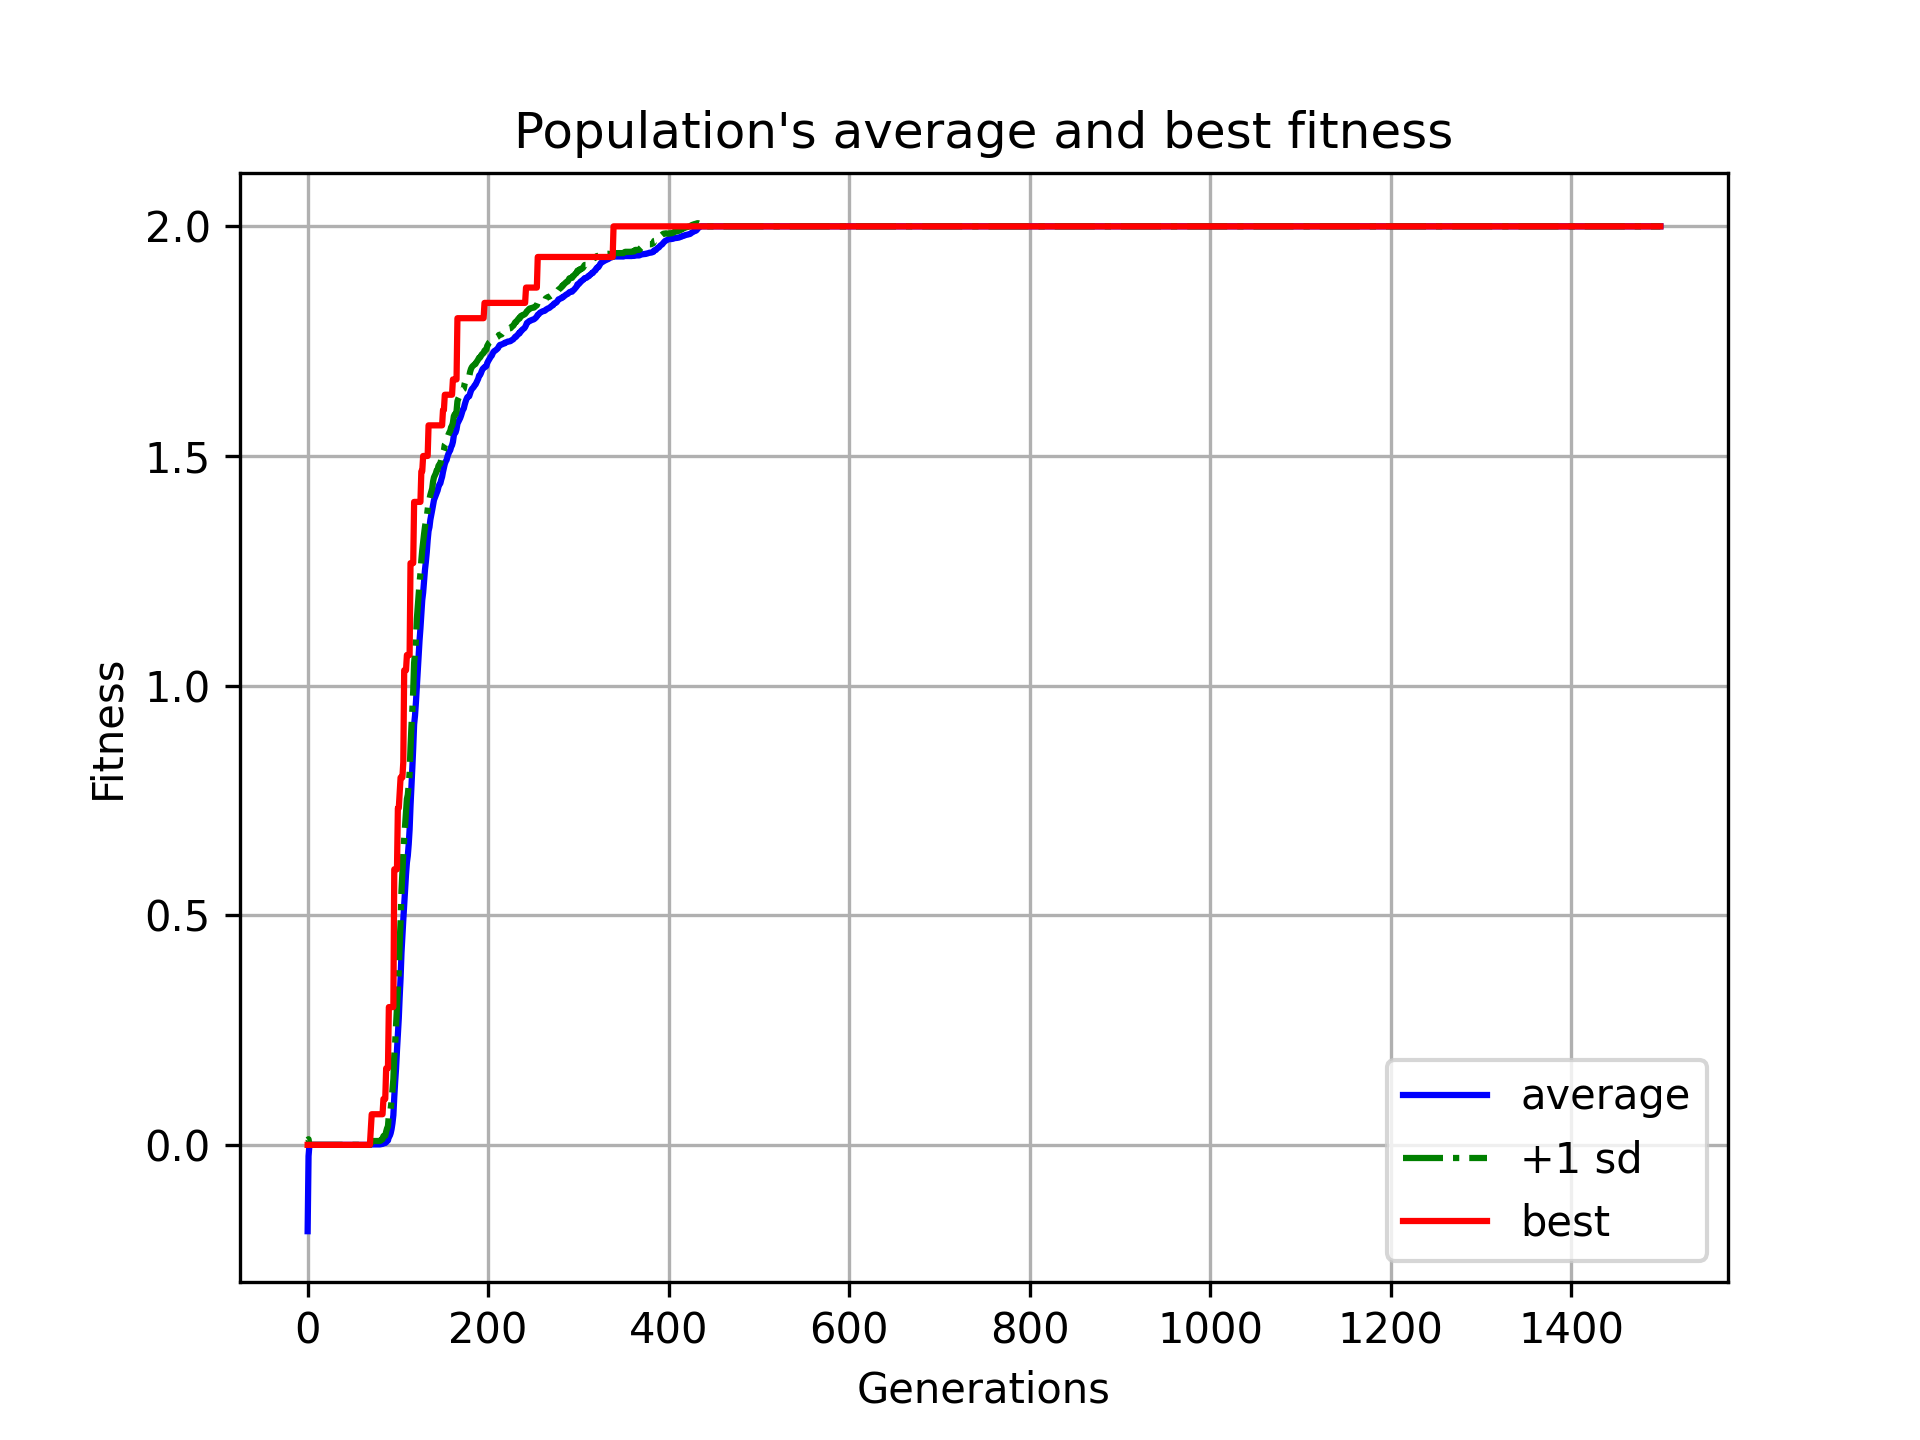 Population's average and best fitness
2.0
1.5
1.0
0.5
0.0
Fitness
average
+1 sd
best
0 200 400 600 800 1000 1200 1400
Generations